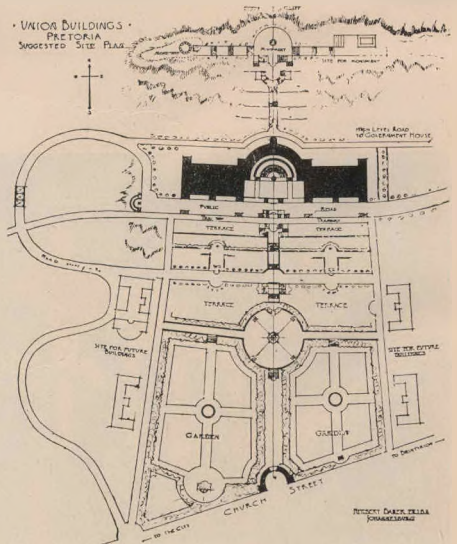 · UNION BUILDINGS ·
PRETORIA
SUGGESTED SITE PLAN
N
S
MONUMENT
SITE FOR MONUMENT
HIGH LEVEL ROAD
TO GOVERNMENT HOUSE
PUBLIC ROAD
TRAMWAY
TERRACE TERRACE
TERRACE TERRACE
SITE FOR FUTURE
BUILDINGS
SITE FOR FUTURE
BUILDINGS
GARDEN GARDEN
TO THE CITY
CHURCH STREET
HERBERT BAKER F.R.I.B.A.
JOHANNESBURG